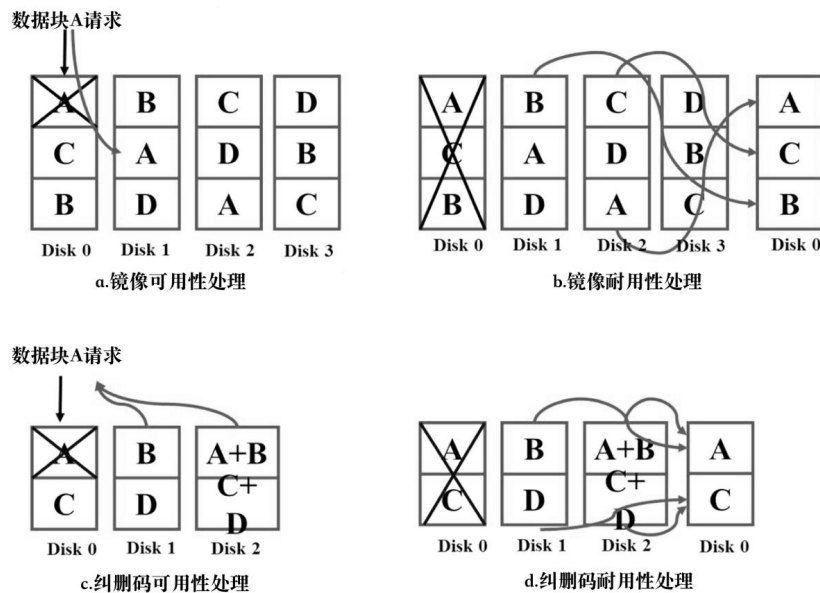 数据块A请求
A B C D
C A D B
B D A C
Disk 0 Disk 1 Disk 2 Disk 3
a.镜像可用性处理
A B C D A
C A D B C
B D A C B
Disk 0 Disk 1 Disk 2 Disk 3 Disk 0
b.镜像耐用性处理
数据块A请求
A B A+B
C D C+
D
Disk 0 Disk 1 Disk 2
c.纠删码可用性处理
A B A+B A
C D C+ C
D
Disk 0 Disk 1 Disk 2 Disk 0
d.纠删码耐用性处理